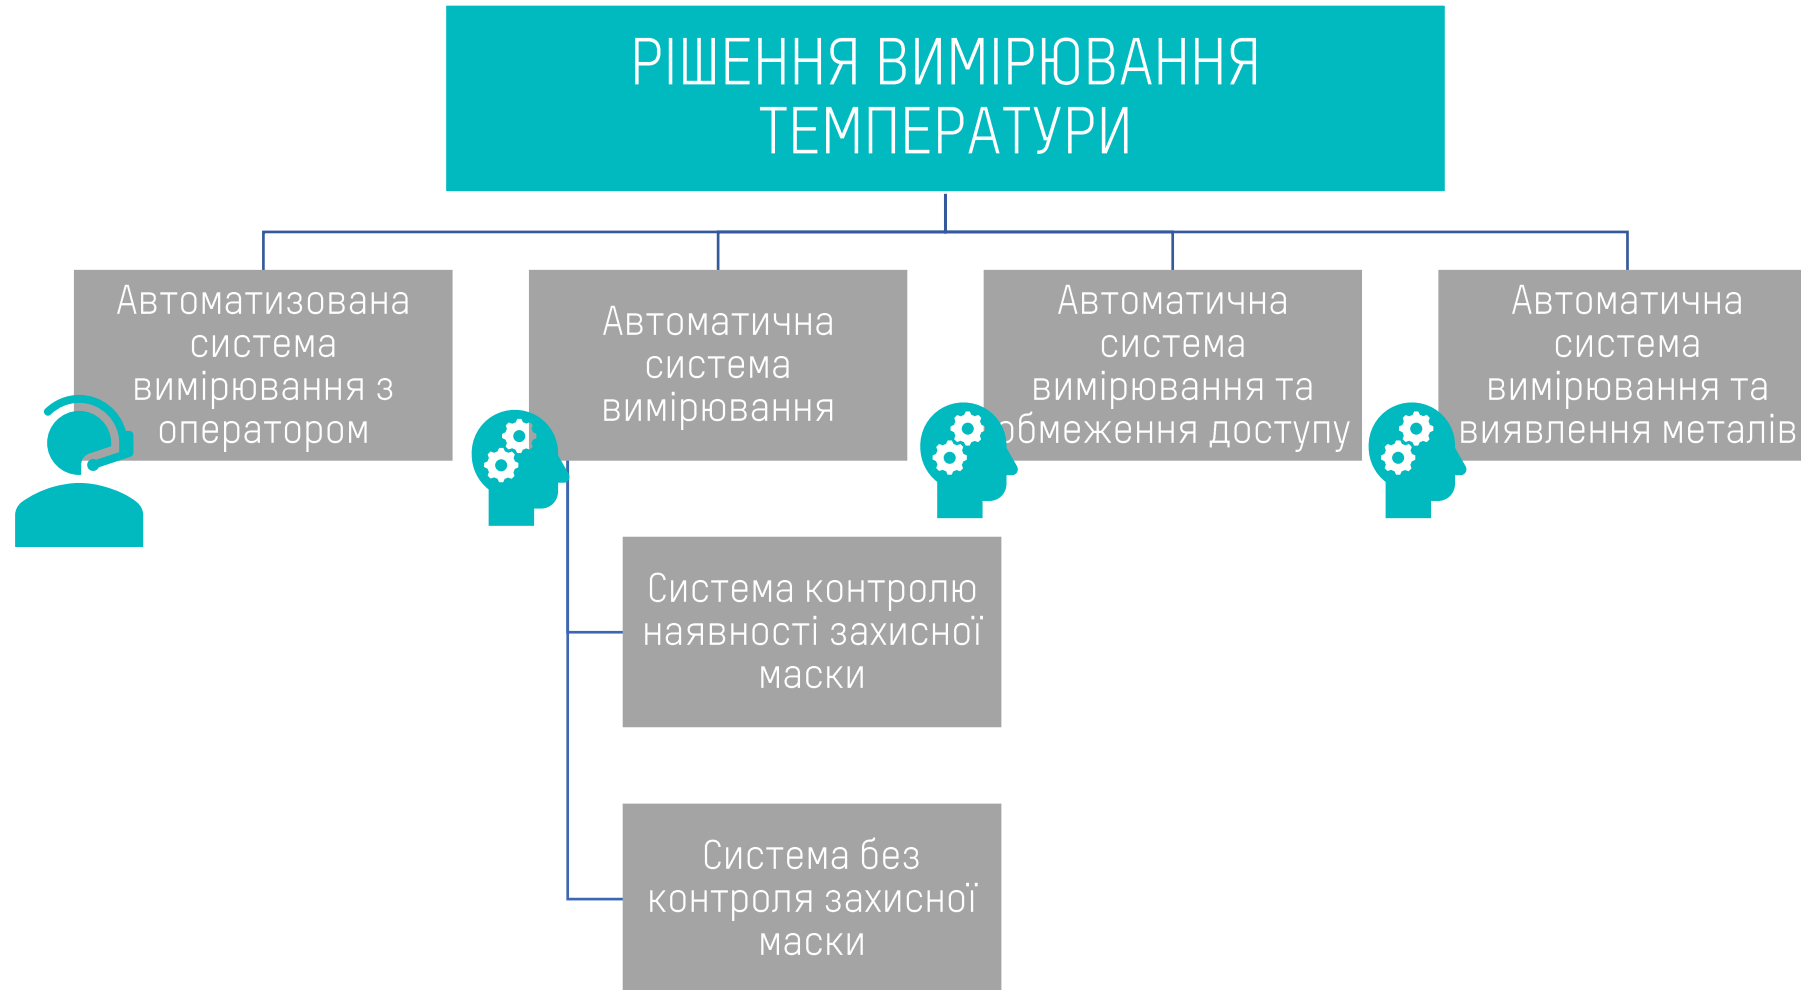 РІШЕННЯ ВИМІРЮВАННЯ
ТЕМПЕРАТУРИ
Автоматизована
система
вимірювання з
оператором
Автоматична
система
вимірювання
Автоматична
система
вимірювання та
обмеження доступу
Автоматична
система
вимірювання та
виявлення металів
Система контролю
наявності захисної
маски
Система без
контроля захисної
маски